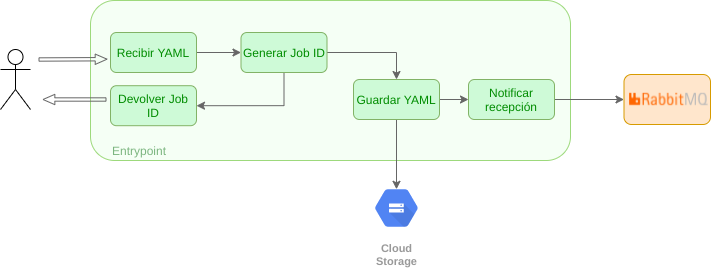 Recibir YAML
Generar Job ID
Devolver Job
ID
Guardar YAML
Notificar
recepción
RabbitMQ
Entrypoint
Cloud
Storage